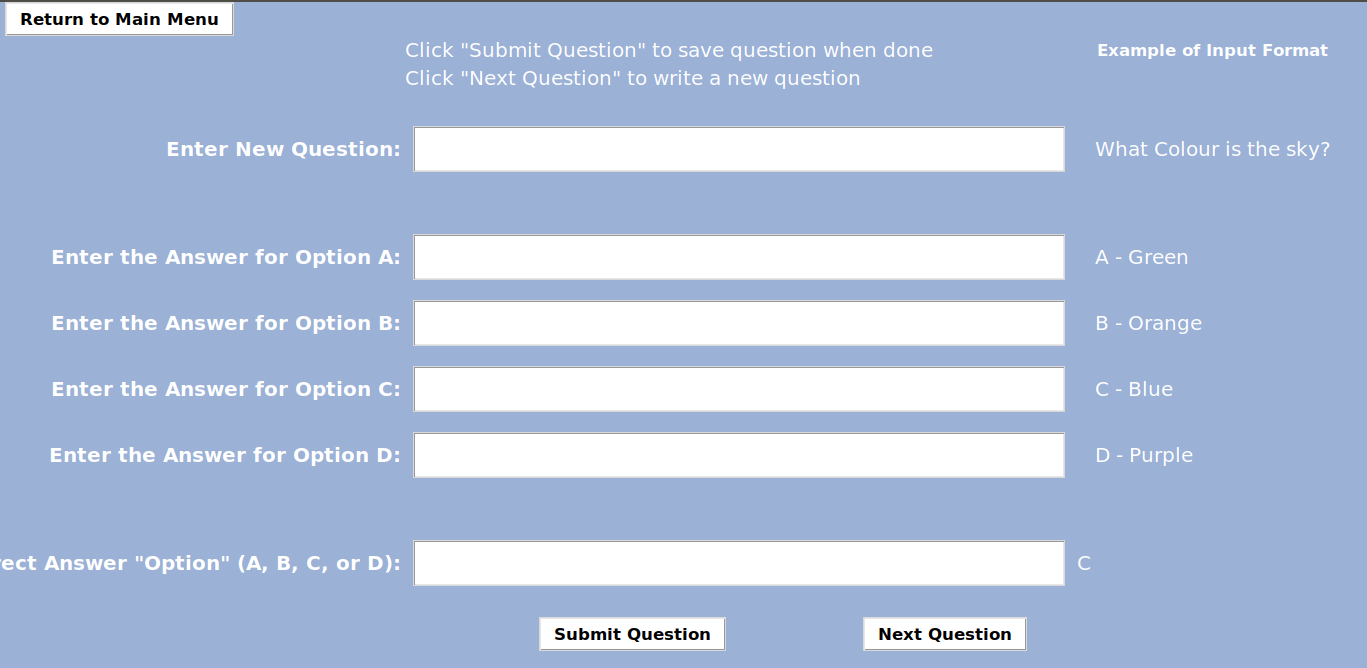 Return to Main Menu
Click "Submit Question" to save question when done
Click "Next Question" to write a new question
Example of Input Format
Enter New Question:
What Colour is the sky?
Enter the Answer for Option A:
A - Green
Enter the Answer for Option B:
B - Orange
Enter the Answer for Option C:
C - Blue
Enter the Answer for Option D:
D - Purple
Answer "Option" (A, B, C, or D):
C
Submit Question
Next Question